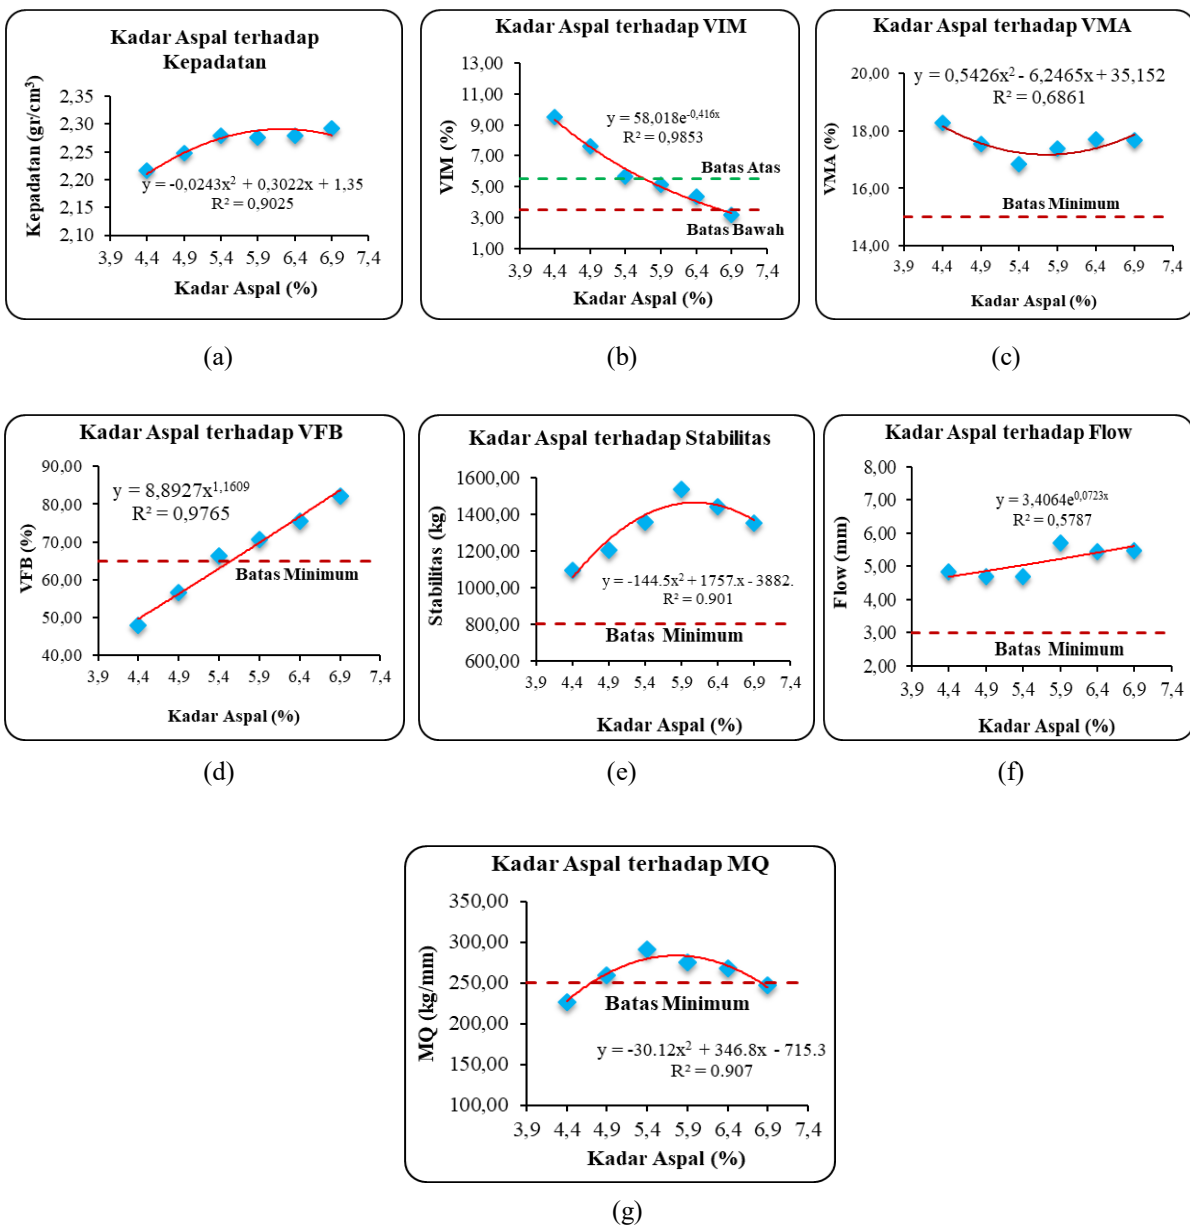 Kadar Aspal terhadap
Kepadatan
Kepadatan (gr/cm³)
2,35
2,30
2,25
2,20
2,15
2,10
y = -0,0243x² + 0,3022x + 1,35
R² = 0,9025
3,9 4,4 4,9 5,4 5,9 6,4 6,9 7,4
Kadar Aspal (%)
(a)
Kadar Aspal terhadap VIM
VIM (%)
13,00
11,00
9,00
7,00
5,00
3,00
1,00
y = 58,018e^-0,416x
R² = 0,9853
Batas Atas
Batas Bawah
3,9 4,4 4,9 5,4 5,9 6,4 6,9 7,4
Kadar Aspal (%)
(b)
Kadar Aspal terhadap VMA
VMA (%)
20,00
18,00
16,00
14,00
y = 0,5426x² - 6,2465x + 35,152
R² = 0,6861
Batas Minimum
3,9 4,4 4,9 5,4 5,9 6,4 6,9 7,4
Kadar Aspal (%)
(c)
Kadar Aspal terhadap VFB
VFB (%)
90,00
80,00
70,00
60,00
50,00
40,00
y = 8,8927x^1,1609
R² = 0,9765
Batas Minimum
3,9 4,4 4,9 5,4 5,9 6,4 6,9 7,4
Kadar Aspal (%)
(d)
Kadar Aspal terhadap Stabilitas
Stabilitas (kg)
1600,00
1400,00
1200,00
1000,00
800,00
600,00
y = -144.5x² + 1757.x - 3882.
R² = 0.901
Batas Minimum
3,9 4,4 4,9 5,4 5,9 6,4 6,9 7,4
Kadar Aspal (%)
(e)
Kadar Aspal terhadap Flow
Flow (mm)
8,00
7,00
6,00
5,00
4,00
3,00
2,00
y = 3,4064e^0,0723x
R² = 0,5787
Batas Minimum
3,9 4,4 4,9 5,4 5,9 6,4 6,9 7,4
Kadar Aspal (%)
(f)
Kadar Aspal terhadap MQ
MQ (kg/mm)
350,00
300,00
250,00
200,00
150,00
100,00
Batas Minimum
y = -30.12x² + 346.8x - 715.3
R² = 0.907
3,9 4,4 4,9 5,4 5,9 6,4 6,9 7,4
Kadar Aspal (%)
(g)